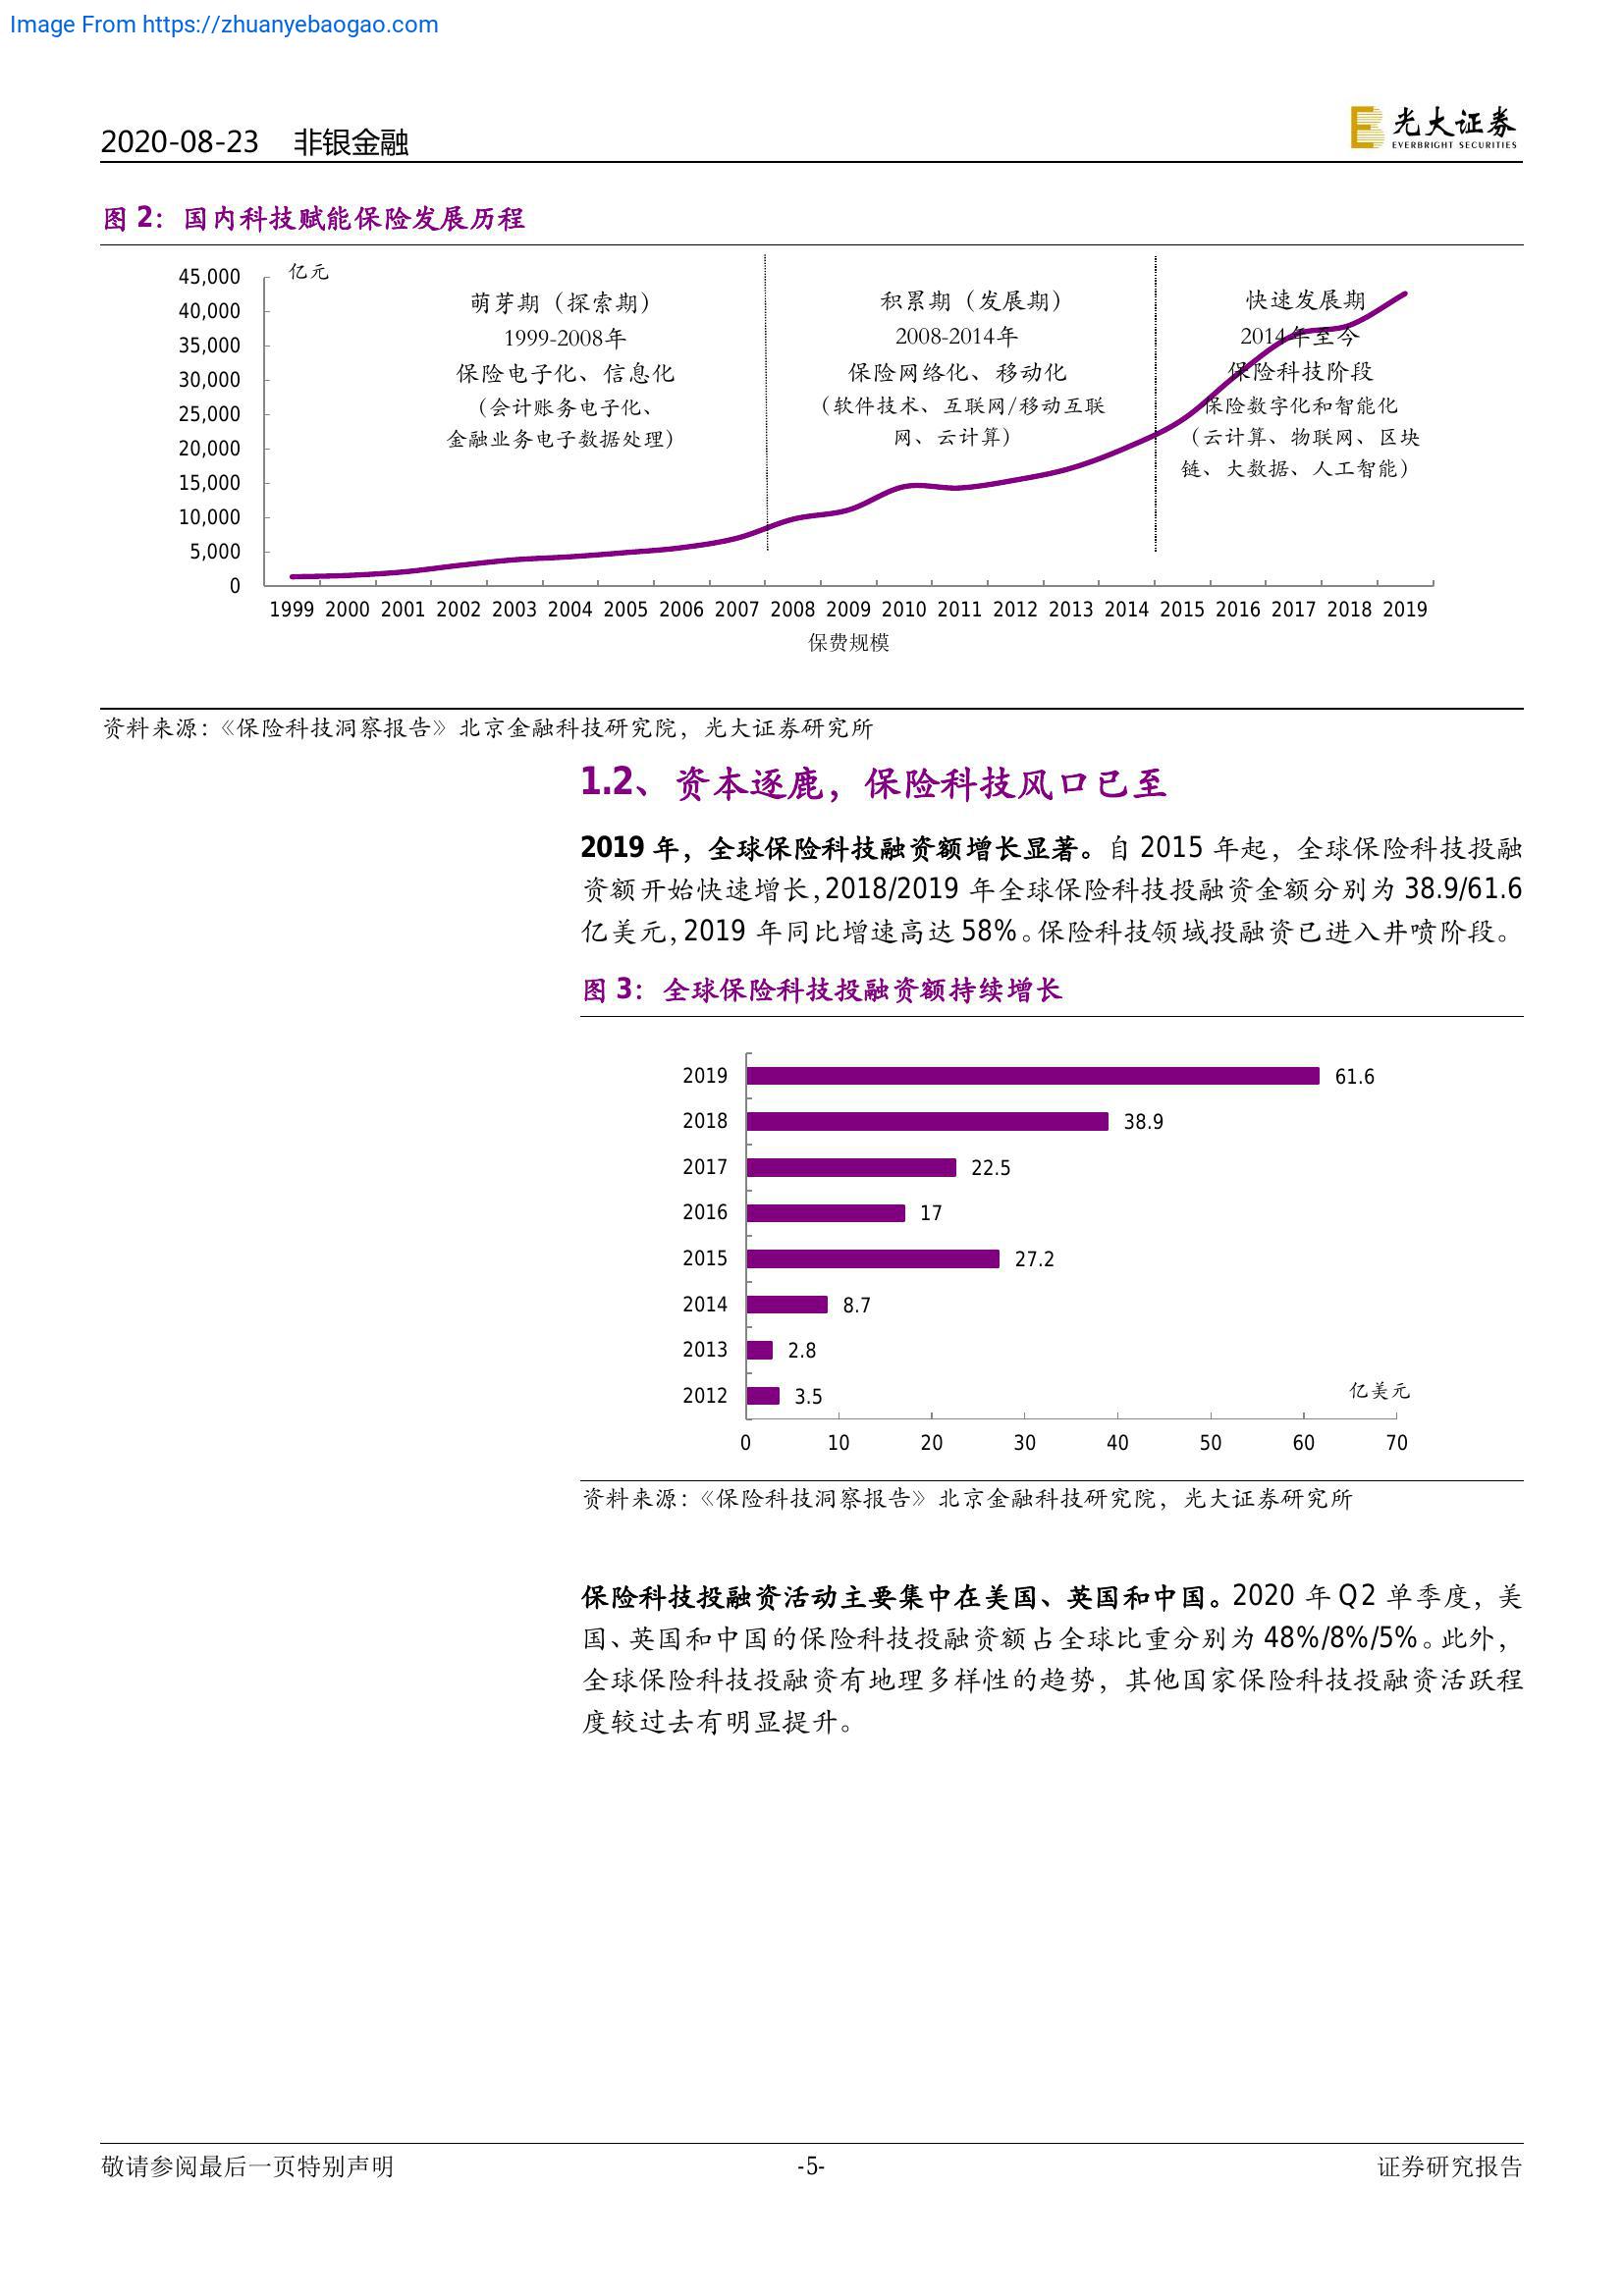 Image From https://zhuanyebaogao.com
2020-08-23 非银金融
光大证券
EVERBRIGHT SECURITIES
图 2：国内科技赋能保险发展历程
亿元
45,000
40,000
35,000
30,000
25,000
20,000
15,000
10,000
5,000
0
萌芽期（探索期）
1999-2008年
保险电子化、信息化
（会计账务电子化、
金融业务电子数据处理）
积累期（发展期）
2008-2014年
保险网络化、移动化
（软件技术、互联网/移动互联
网、云计算）
快速发展期
2014年至今
保险科技阶段
保险数字化和智能化
（云计算、物联网、区块
链、大数据、人工智能）
1999 2000 2001 2002 2003 2004 2005 2006 2007 2008 2009 2010 2011 2012 2013 2014 2015 2016 2017 2018 2019
保费规模
资料来源：《保险科技洞察报告》北京金融科技研究院，光大证券研究所
1.2、资本逐鹿，保险科技风口已至
2019 年，全球保险科技融资额增长显著。自 2015 年起，全球保险科技投融
资额开始快速增长，2018/2019 年全球保险科技投融资金额分别为 38.9/61.6
亿美元，2019 年同比增速高达 58%。保险科技领域投融资已进入井喷阶段。
图 3：全球保险科技投融资额持续增长
2019 61.6
2018 38.9
2017 22.5
2016 17
2015 27.2
2014 8.7
2013 2.8
2012 3.5
亿美元
0 10 20 30 40 50 60 70
资料来源：《保险科技洞察报告》北京金融科技研究院，光大证券研究所
保险科技投融资活动主要集中在美国、英国和中国。2020 年 Q2 单季度，美
国、英国和中国的保险科技投融资额占全球比重分别为 48%/8%/5%。此外，
全球保险科技投融资有地理多样性的趋势，其他国家保险科技投融资活跃程
度较过去有明显提升。
敬请参阅最后一页特别声明 -5- 证券研究报告